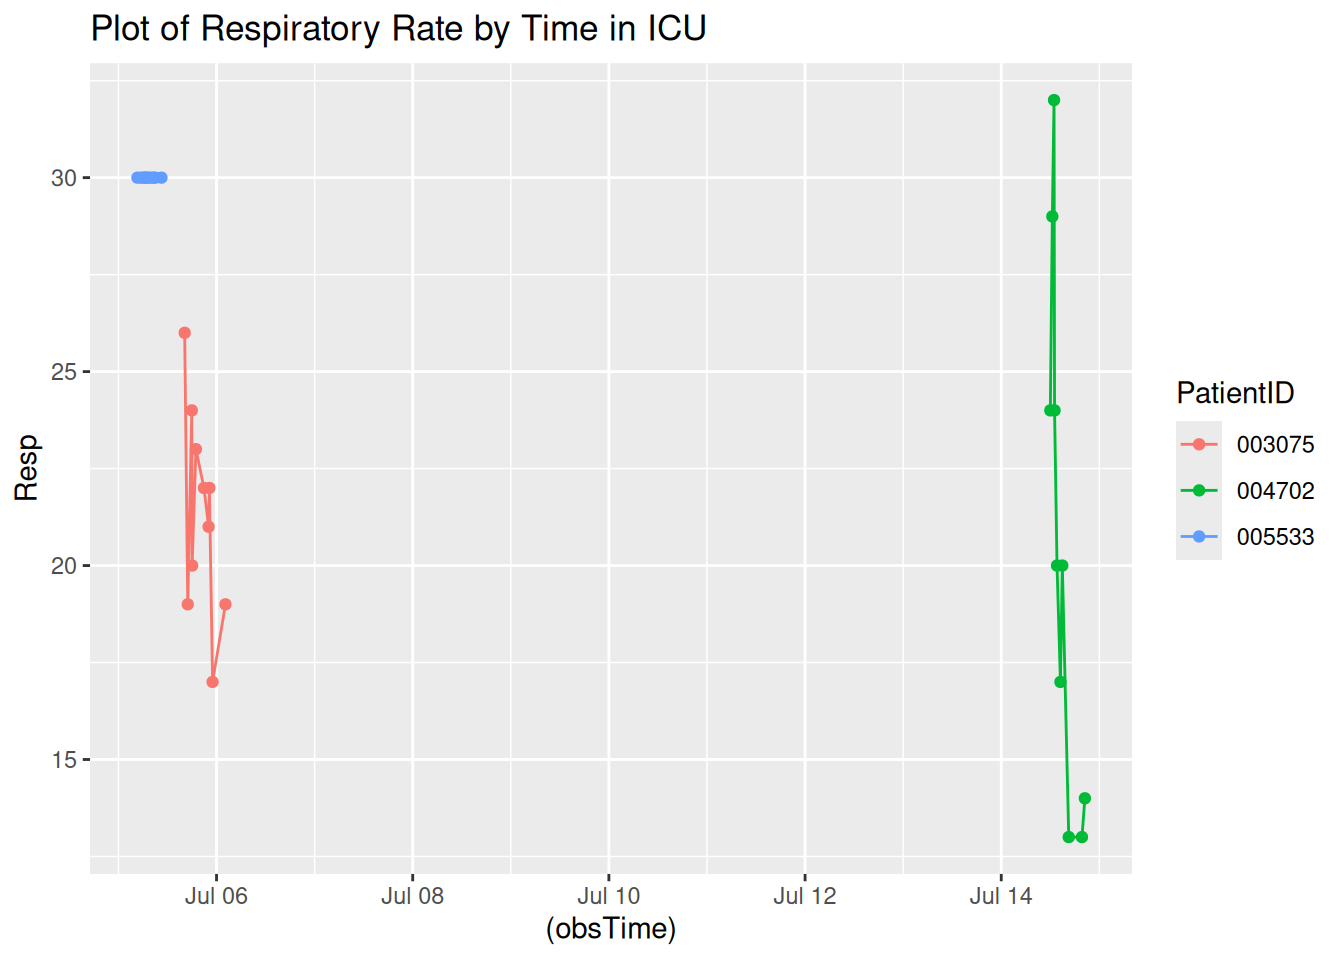 Plot of Respiratory Rate by Time in ICU
30
25
20
15
Resp
Jul 06
Jul 08
Jul 10
Jul 12
Jul 14
(obsTime)
PatientID
003075
004702
005533